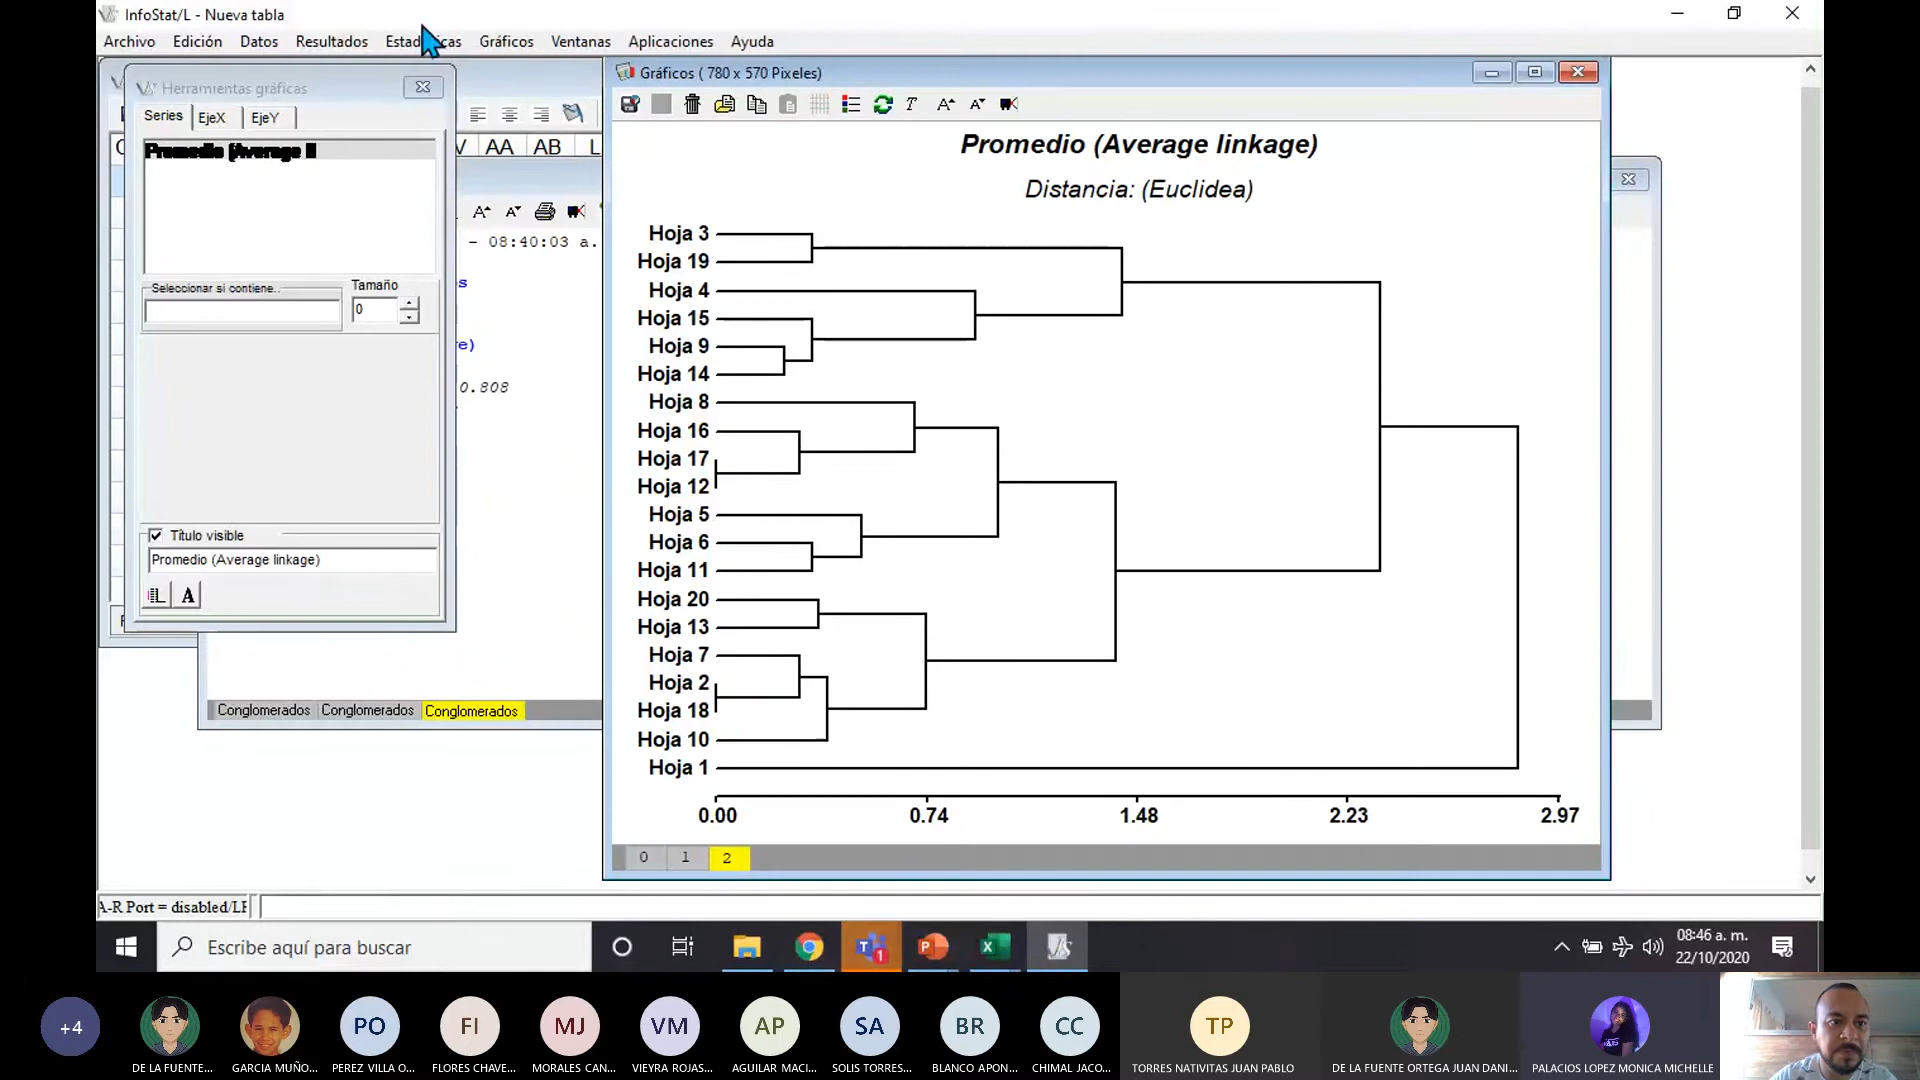 InfoStat/L - Nueva tabla
Archivo Edición Datos Resultados Estadísticas Gráficos Ventanas Aplicaciones Ayuda
Herramientas gráficas
Series EjeX EjeY
Promedio (Average li
Seleccionar si contiene..
Tamaño
0
Título visible
Promedio (Average linkage)
AA AB
- 08:40:03 a.
s
re)
0.808
Conglomerados Conglomerados Conglomerados
Gráficos ( 780 x 570 Pixeles)
Promedio (Average linkage)
Distancia: (Euclidea)
Hoja 3
Hoja 19
Hoja 4
Hoja 15
Hoja 9
Hoja 14
Hoja 8
Hoja 16
Hoja 17
Hoja 12
Hoja 5
Hoja 6
Hoja 11
Hoja 20
Hoja 13
Hoja 7
Hoja 2
Hoja 18
Hoja 10
Hoja 1
0.00 0.74 1.48 2.23 2.97
0 1 2
A-R Port = disabled/LF
Escribe aquí para buscar
08:46 a. m.
22/10/2020
+4 PO FI MJ VM AP SA BR CC TP
DE LA FUENTE... GARCIA MUÑO... PEREZ VILLA O... FLORES CHAVE... MORALES CAN... VIEYRA ROJAS... AGUILAR MACI... SOLIS TORRES... BLANCO APON... CHIMAL JACO... TORRES NATIVITAS JUAN PABLO DE LA FUENTE ORTEGA JUAN DANI... PALACIOS LOPEZ MONICA MICHELLE